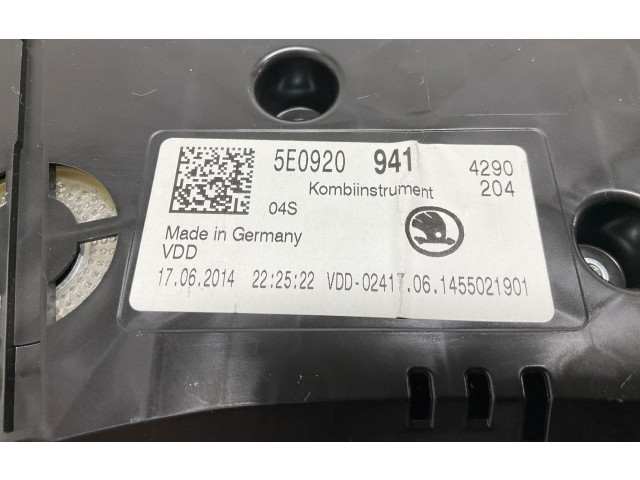 5E0920 941 4290
Kombiinstrument 204
04S
Made in Germany
VDD
17.06.2014 22:25:22 VDD-02417.06.1455021901